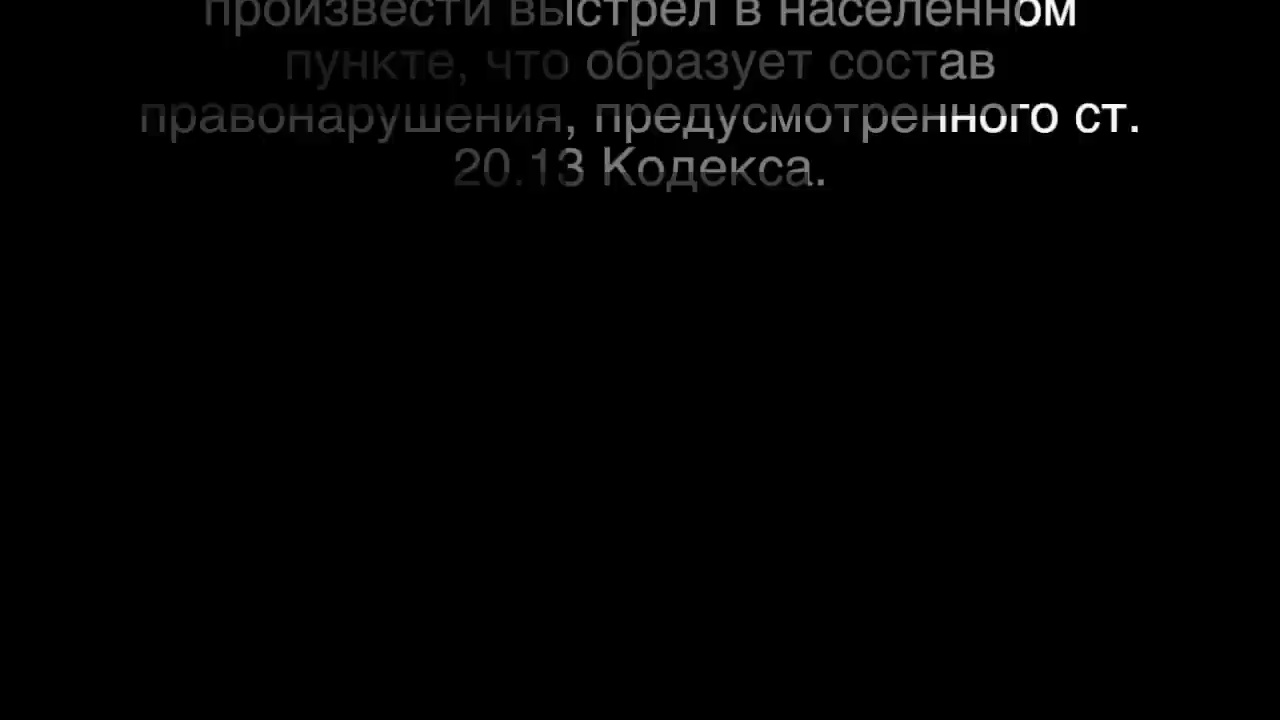 произвести выстрел в населенном
пункте, что образует состав
правонарушения, предусмотренного ст.
20.13 Кодекса.